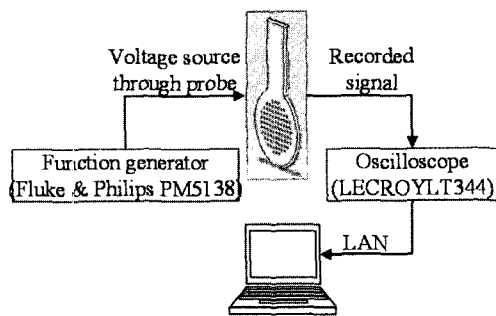 Voltage source
through probe
Recorded
signal
Function generator
(Fluke & Philips PM5138)
Oscilloscope
(LECROYLT344)
LAN